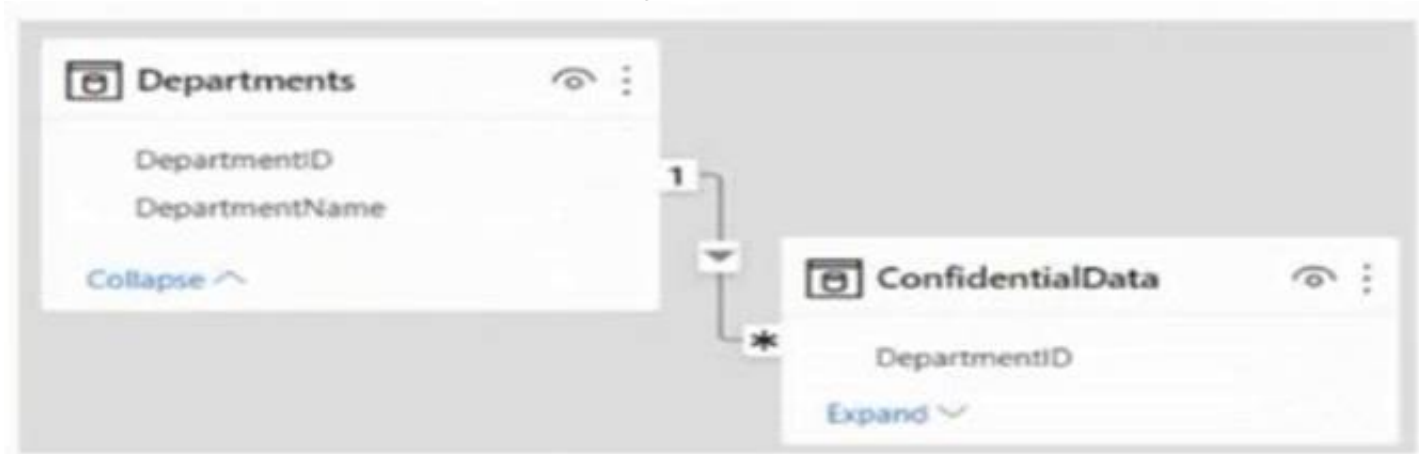 Departments
DepartmentID
DepartmentName
Collapse
1
*
ConfidentialData
DepartmentID
Expand